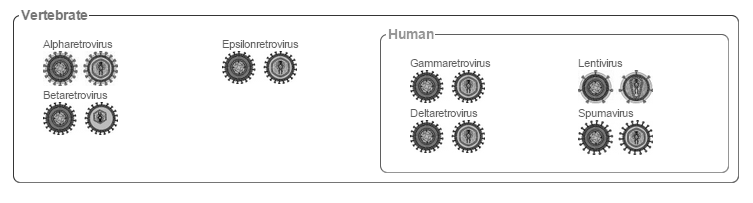 Vertebrate
Human
Alpharetrovirus
Epsilonretrovirus
Gammaretrovirus
Lentivirus
Betaretrovirus
Deltaretrovirus
Spumavirus